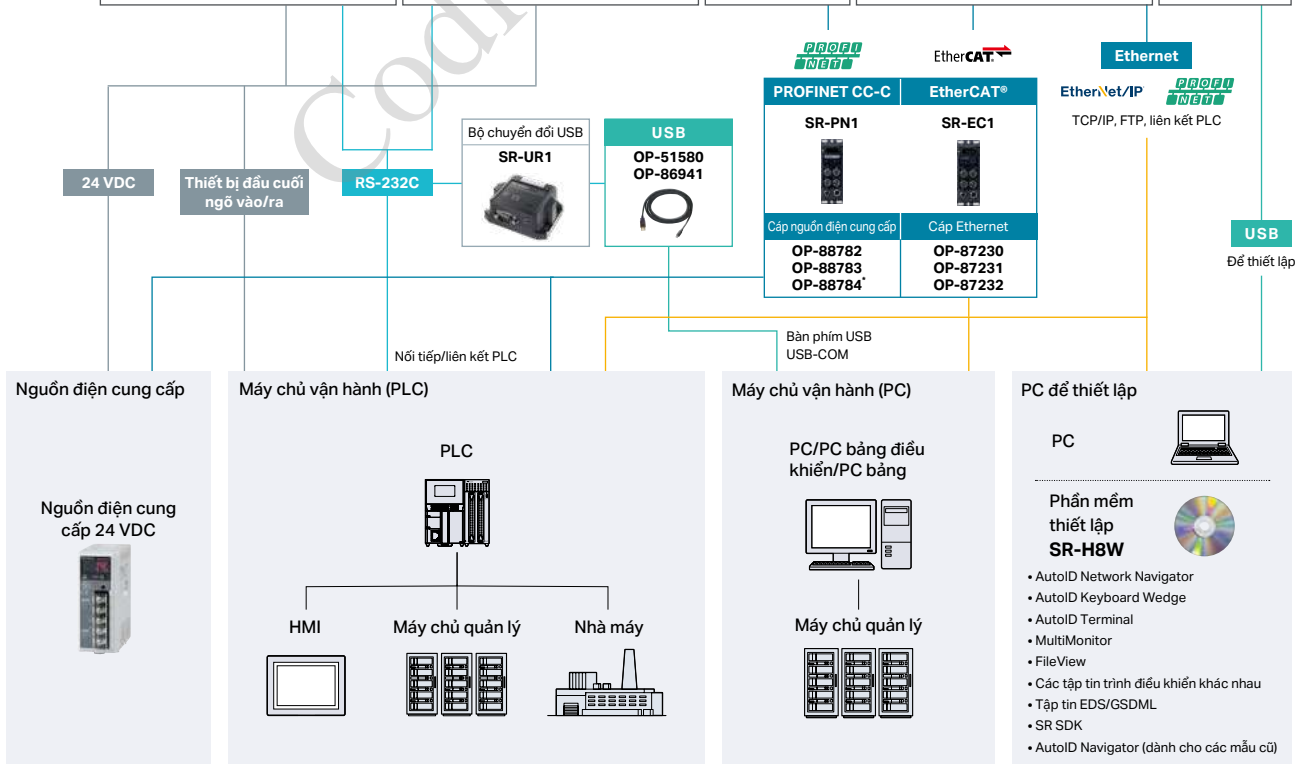 Codi
PROFI
NET
EtherCAT
Ethernet
PROFINET CC-C
EtherCAT®
EtherNet/IP
PROFI
NET
SR-PN1
SR-EC1
TCP/IP, FTP, liên kết PLC
Bộ chuyển đổi USB
SR-UR1
USB
OP-51580
OP-86941
24 VDC
Thiết bị đầu cuối
ngõ vào/ra
RS-232C
Cáp nguồn điện cung cấp
Cáp Ethernet
OP-88782
OP-88783
OP-88784*
OP-87230
OP-87231
OP-87232
USB
Để thiết lập
Bàn phím USB
USB-COM
Nối tiếp/liên kết PLC
Nguồn điện cung cấp
Nguồn điện cung
cấp 24 VDC
Máy chủ vận hành (PLC)
PLC
HMI
Máy chủ quản lý
Nhà máy
Máy chủ vận hành (PC)
PC/PC bảng điều
khiển/PC bảng
Máy chủ quản lý
PC để thiết lập
PC
Phần mềm
thiết lập
SR-H8W
• AutoID Network Navigator
• AutoID Keyboard Wedge
• AutoID Terminal
• MultiMonitor
• FileView
• Các tập tin trình điều khiển khác nhau
• Tập tin EDS/GSDML
• SR SDK
• AutoID Navigator (dành cho các mẫu cũ)